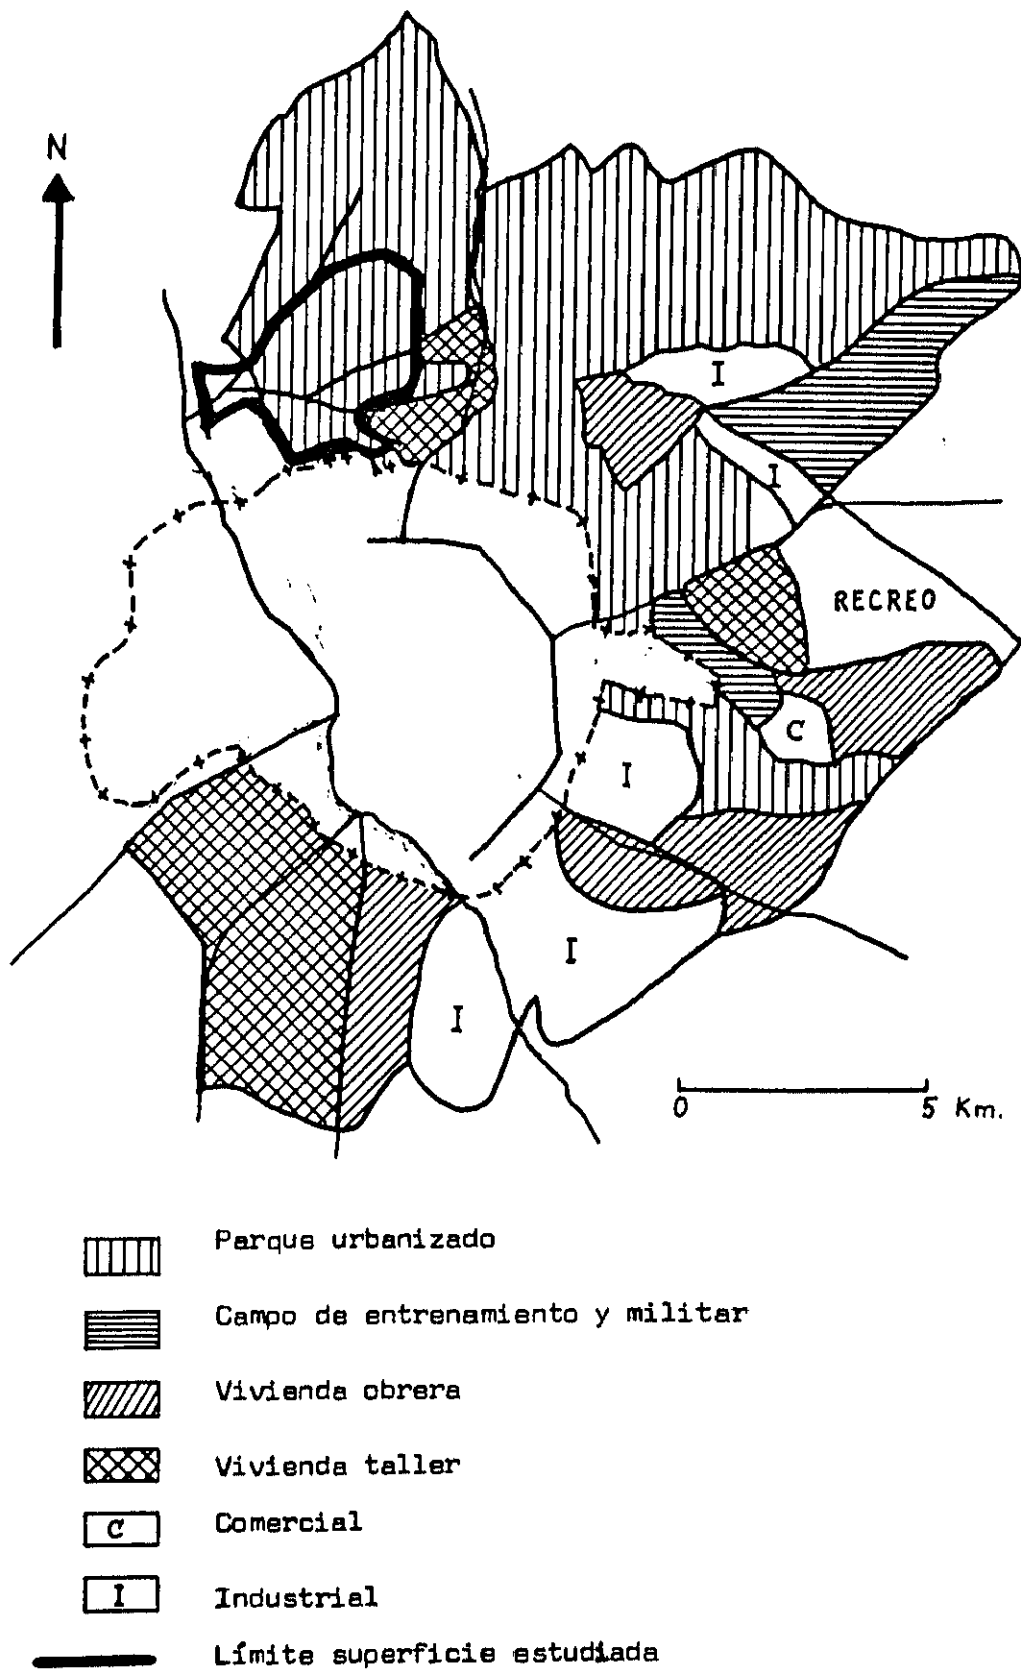 N
I
I
RECREO
C
I
I
I
0 5 Km.
Parque urbanizado
Campo de entrenamiento y militar
Vivienda obrera
Vivienda taller
C Comercial
I Industrial
Límite superficie estudiada